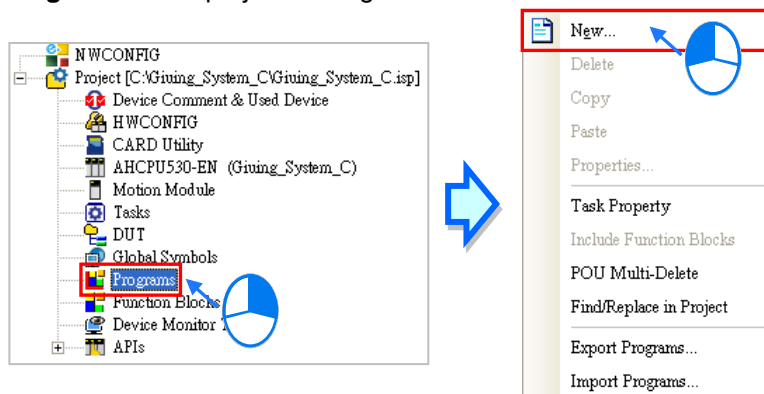 NWCONFIG
Project [C:\Giuing_System_C\Giuing_System_C.isp]
Device Comment & Used Device
HWCONFIG
CARD Utility
AHCPU530-EN (Giuing_System_C)
Motion Module
Tasks
DUT
Global Symbols
Programs
Function Blocks
Device Monitor
APIs
New...
Delete
Copy
Paste
Properties...
Task Property
Include Function Blocks
POU Multi-Delete
Find/Replace in Project
Export Programs...
Import Programs...